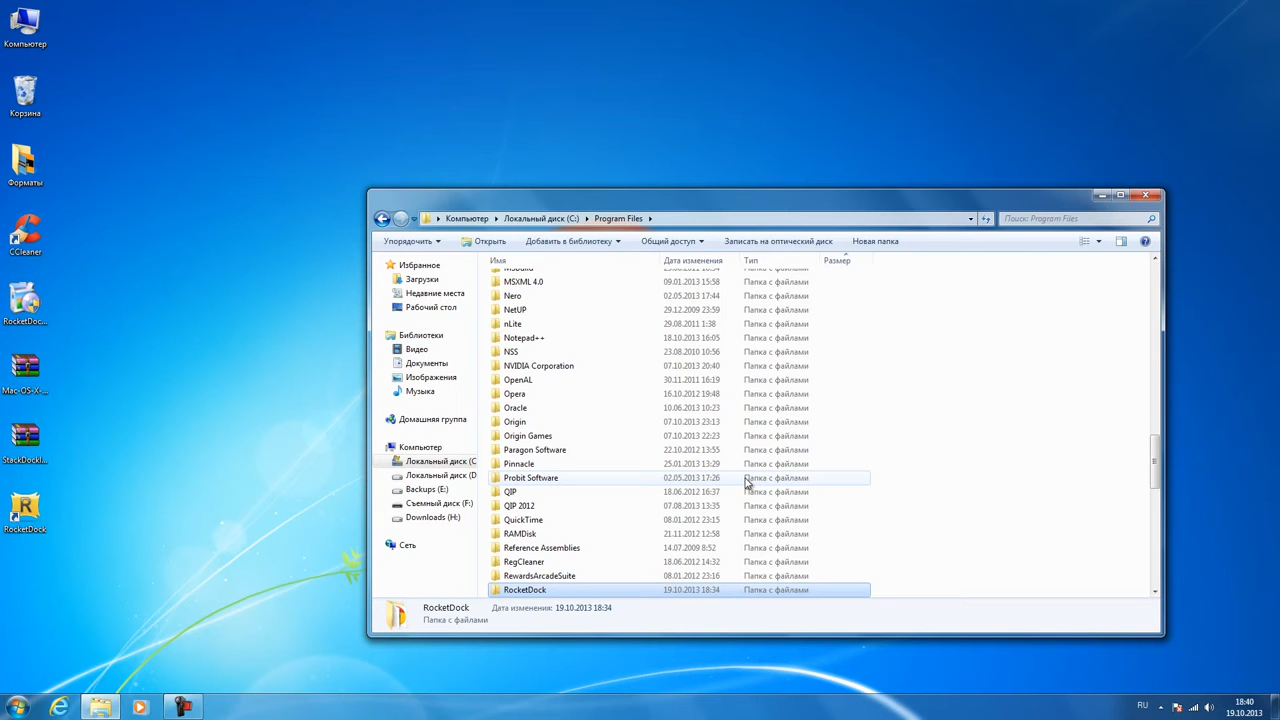 Компьютер
Корзина
Форматы
CCleaner
RocketDoc...
Mac-OS-X-...
StackDockl...
RocketDock
Компьютер Локальный диск (C:) Program Files
Поиск: Program Files
Упорядочить Открыть Добавить в библиотеку Общий доступ Записать на оптический диск Новая папка
Избранное
Загрузки
Недавние места
Рабочий стол
Библиотеки
Видео
Документы
Изображения
Музыка
Домашняя группа
Компьютер
Локальный диск (C
Локальный диск (D
Backups (E:)
Съемный диск (F:)
Downloads (H:)
Сеть
Имя Дата изменения Тип Размер
MSXML 4.0 09.01.2013 15:58 Папка с файлами
Nero 02.05.2013 17:44 Папка с файлами
NetUP 29.12.2009 23:59 Папка с файлами
nLite 29.08.2011 1:38 Папка с файлами
Notepad++ 18.10.2013 16:05 Папка с файлами
NSS 23.08.2010 10:56 Папка с файлами
NVIDIA Corporation 07.10.2013 20:40 Папка с файлами
OpenAL 30.11.2011 16:19 Папка с файлами
Opera 16.10.2012 19:48 Папка с файлами
Oracle 10.06.2013 10:23 Папка с файлами
Origin 07.10.2013 23:13 Папка с файлами
Origin Games 07.10.2013 22:23 Папка с файлами
Paragon Software 22.10.2012 13:55 Папка с файлами
Pinnacle 25.01.2013 13:29 Папка с файлами
Probit Software 02.05.2013 17:26 Папка с файлами
QIP 18.06.2012 16:37 Папка с файлами
QIP 2012 07.08.2013 13:35 Папка с файлами
QuickTime 08.01.2012 23:15 Папка с файлами
RAMDisk 21.11.2012 12:58 Папка с файлами
Reference Assemblies 14.07.2009 8:52 Папка с файлами
RegCleaner 18.06.2012 14:32 Папка с файлами
RewardsArcadeSuite 08.01.2012 23:16 Папка с файлами
RocketDock 19.10.2013 18:34 Папка с файлами
RocketDock Дата изменения: 19.10.2013 18:34
Папка с файлами
RU
18:40
19.10.2013